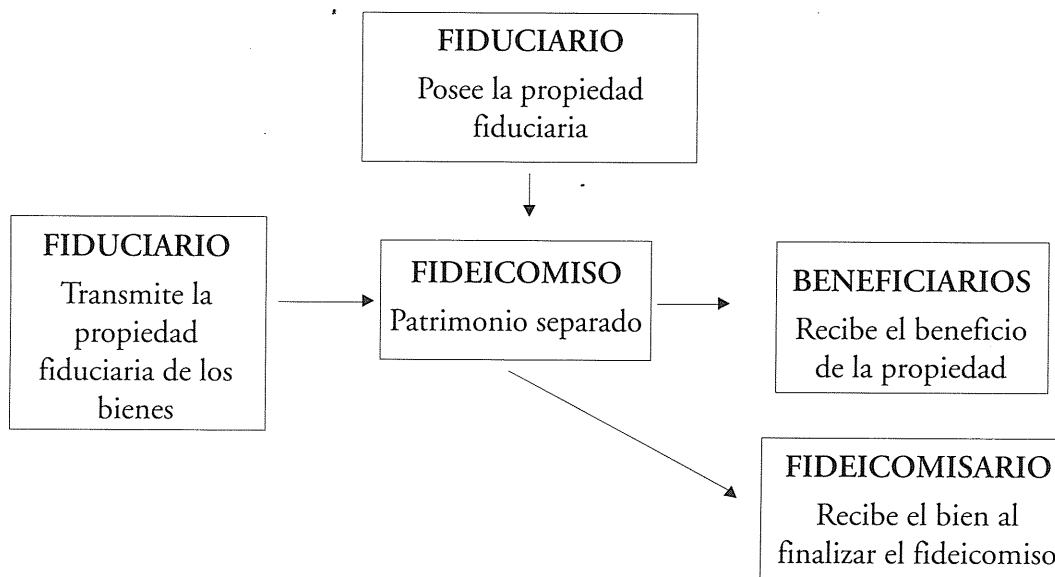 FIDUCIARIO
Posee la propiedad
fiduciaria
FIDUCIARIO
Transmite la
propiedad
fiduciaria de los
bienes
FIDEICOMISO
Patrimonio separado
BENEFICIARIOS
Recibe el beneficio
de la propiedad
FIDEICOMISARIO
Recibe el bien al
finalizar el fideicomiso